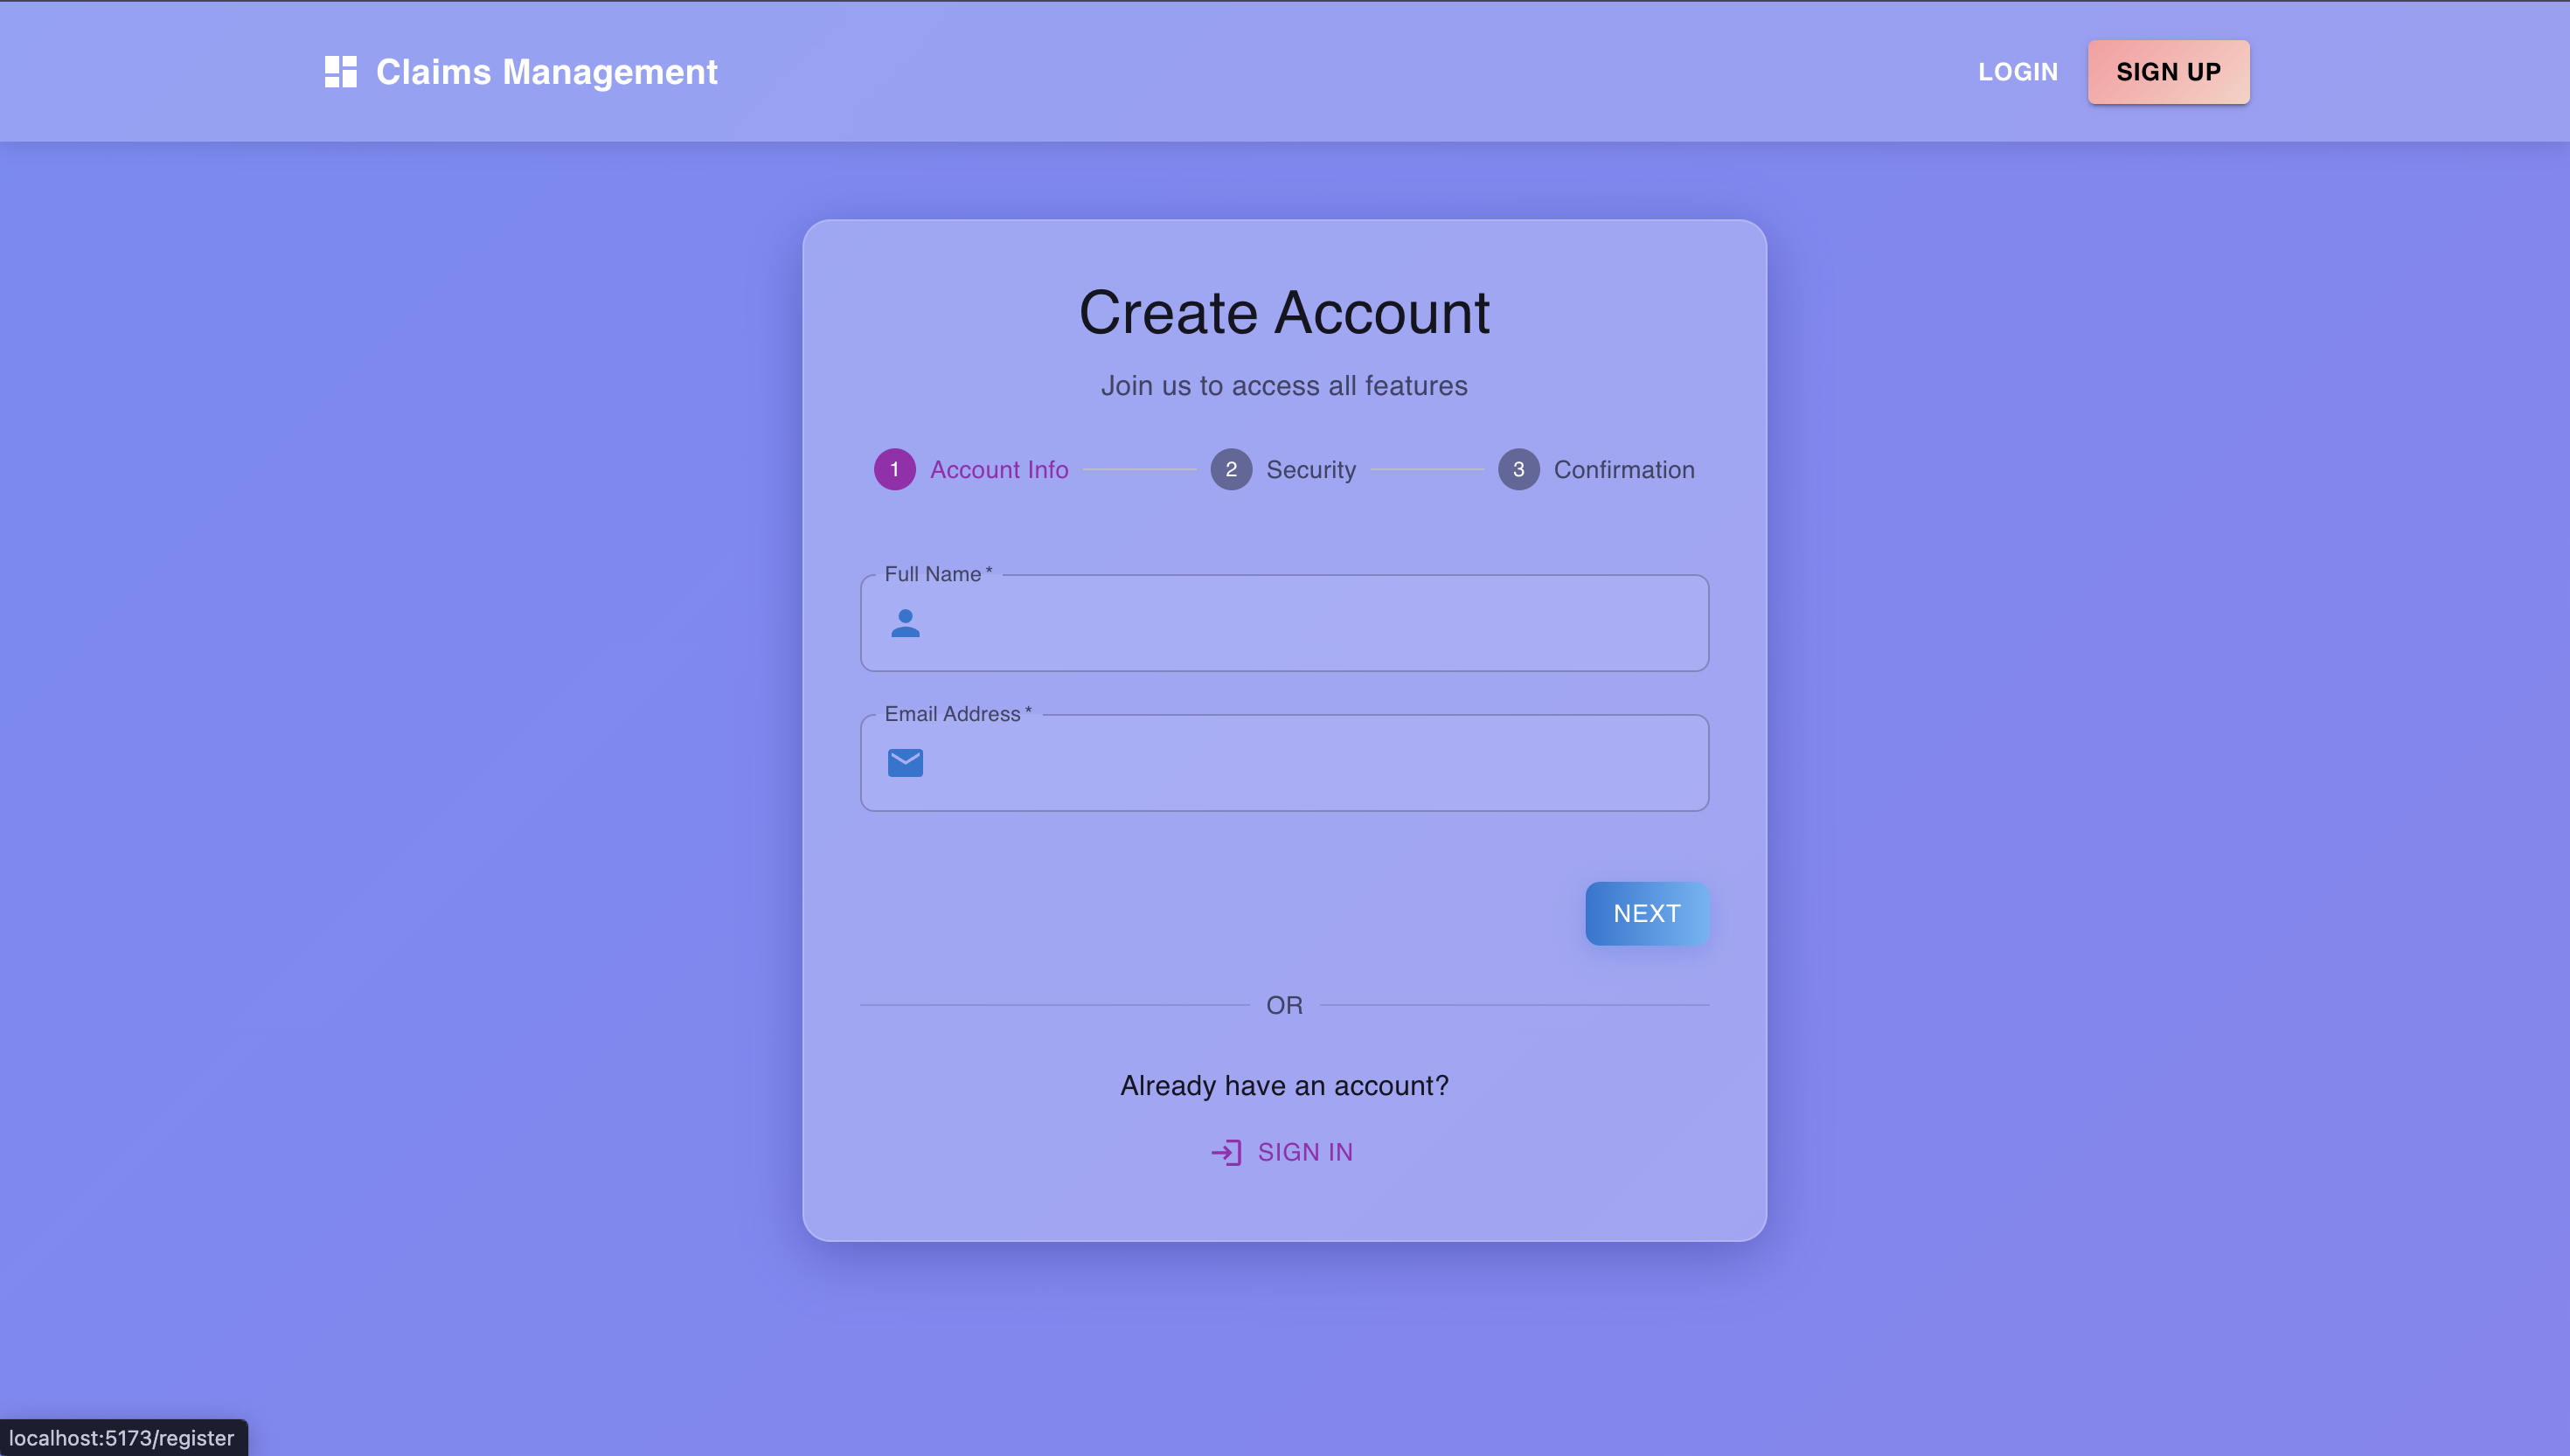 Claims Management
LOGIN
SIGN UP
Create Account
Join us to access all features
1 Account Info 2 Security 3 Confirmation
Full Name *
Email Address *
NEXT
OR
Already have an account?
SIGN IN
localhost:5173/register